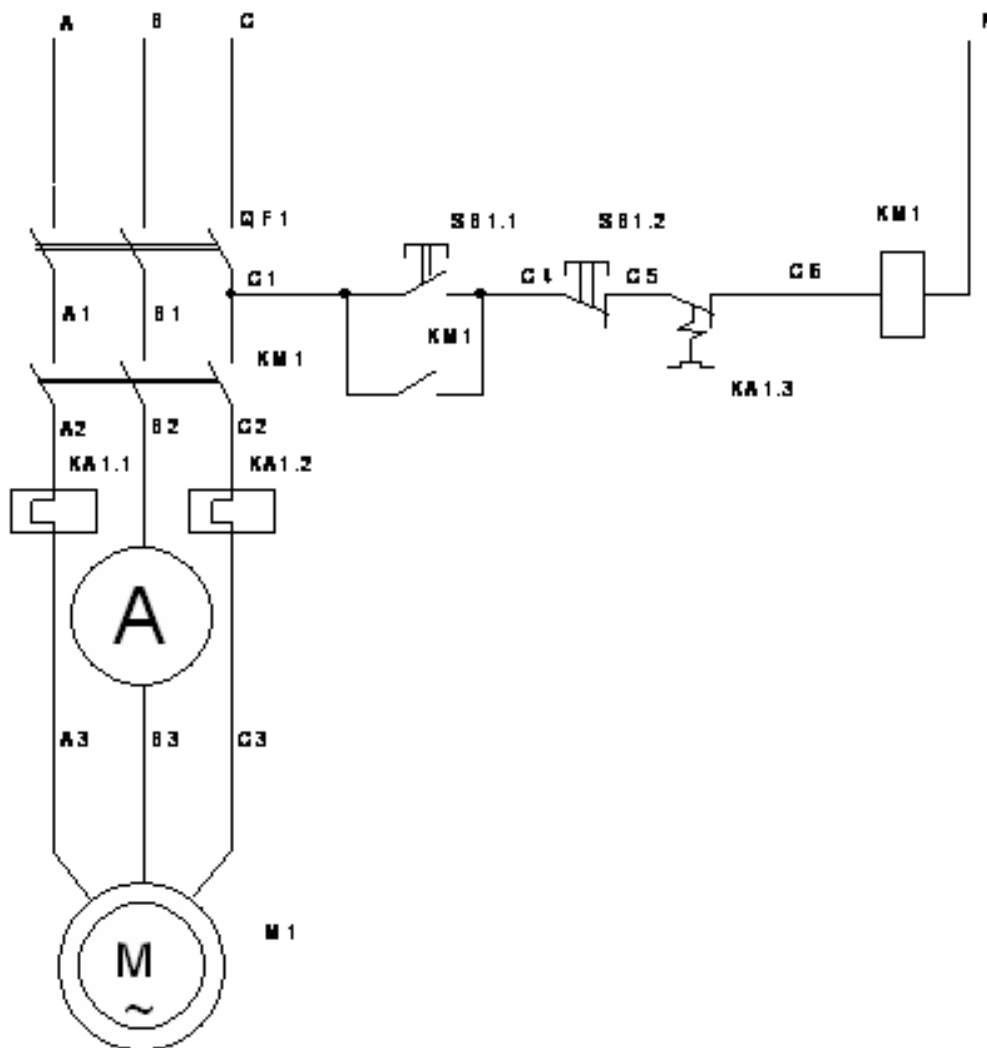 A B C N
QF1 SB1.1 SB1.2 KM1
C1 C4 C5 C6
A1 B1
KM1 KM1
KA1.3
A2 B2 C2
KA1.1 KA1.2
A
A3 B3 C3
M1
M
~